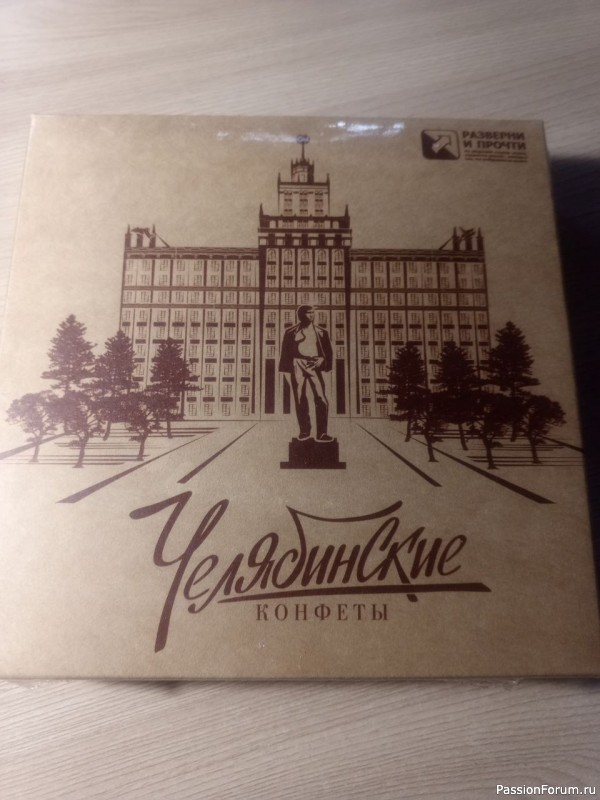 РАЗВЕРНИ
И ПРОЧТИ
Челябинские
КОНФЕТЫ
PassionForum.ru